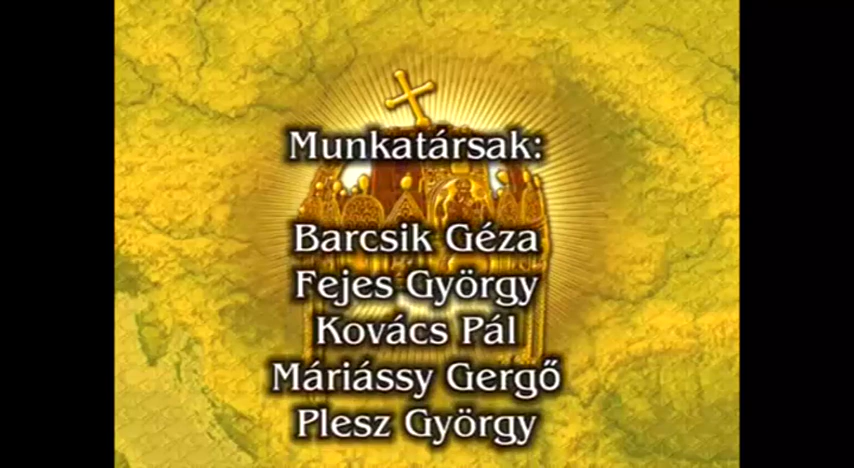 Munkatársak:
Barcsik Géza
Fejes György
Kovács Pál
Máriássy Gergő
Plesz György